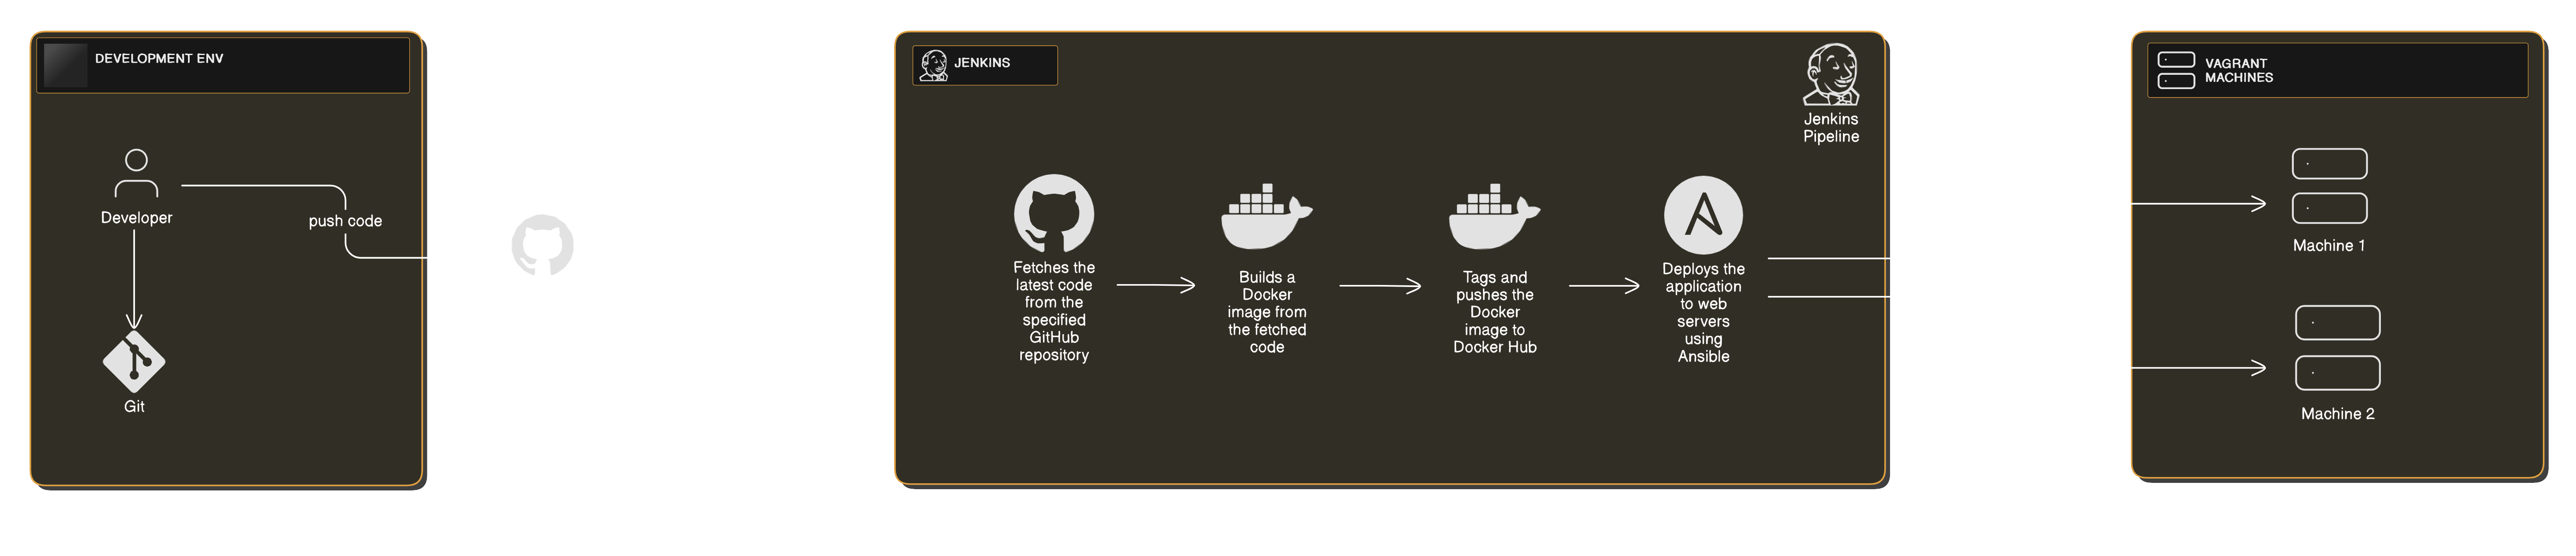 DEVELOPMENT ENV
Developer
push code
Git
JENKINS
Jenkins
Pipeline
Fetches the
latest code
from the
specified
GitHub
repository
Builds a
Docker
image from
the fetched
code
Tags and
pushes the
Docker
image to
Docker Hub
Deploys the
application
to web
servers
using
Ansible
VAGRANT
MACHINES
Machine 1
Machine 2